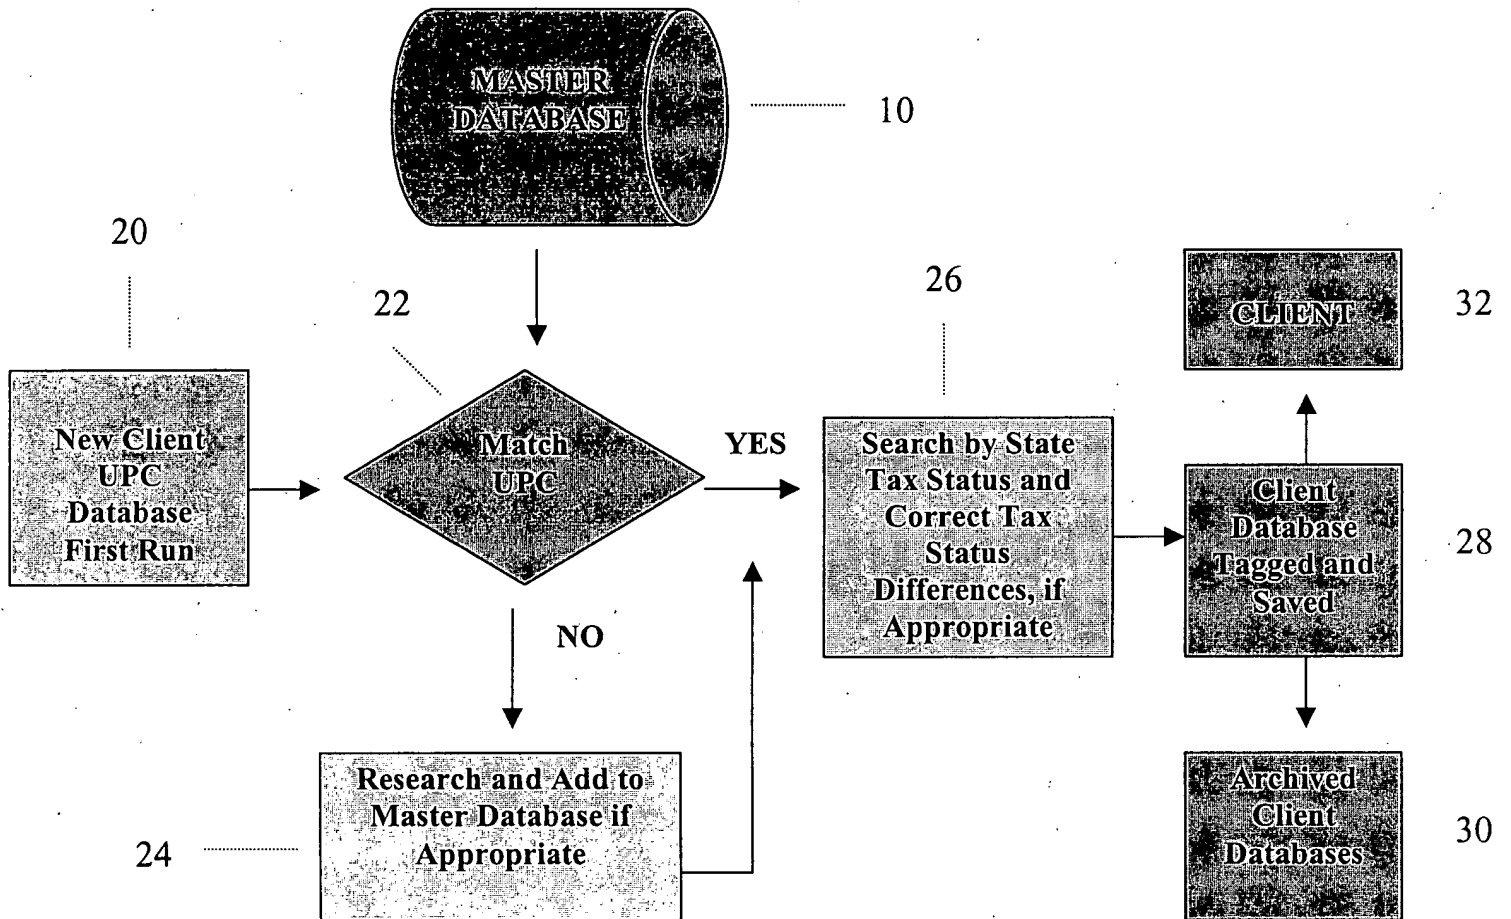 MASTER
DATABASE
10
20
22
26
32
CLIENT
New Client
UPC
Database
First Run
Match
UPC
YES
Search by State
Tax Status and
Correct Tax
Status
Differences, if
Appropriate
Client
Database
Tagged and
Saved
28
NO
Research and Add to
Master Database if
Appropriate
24
Archived
Client
Databases
30